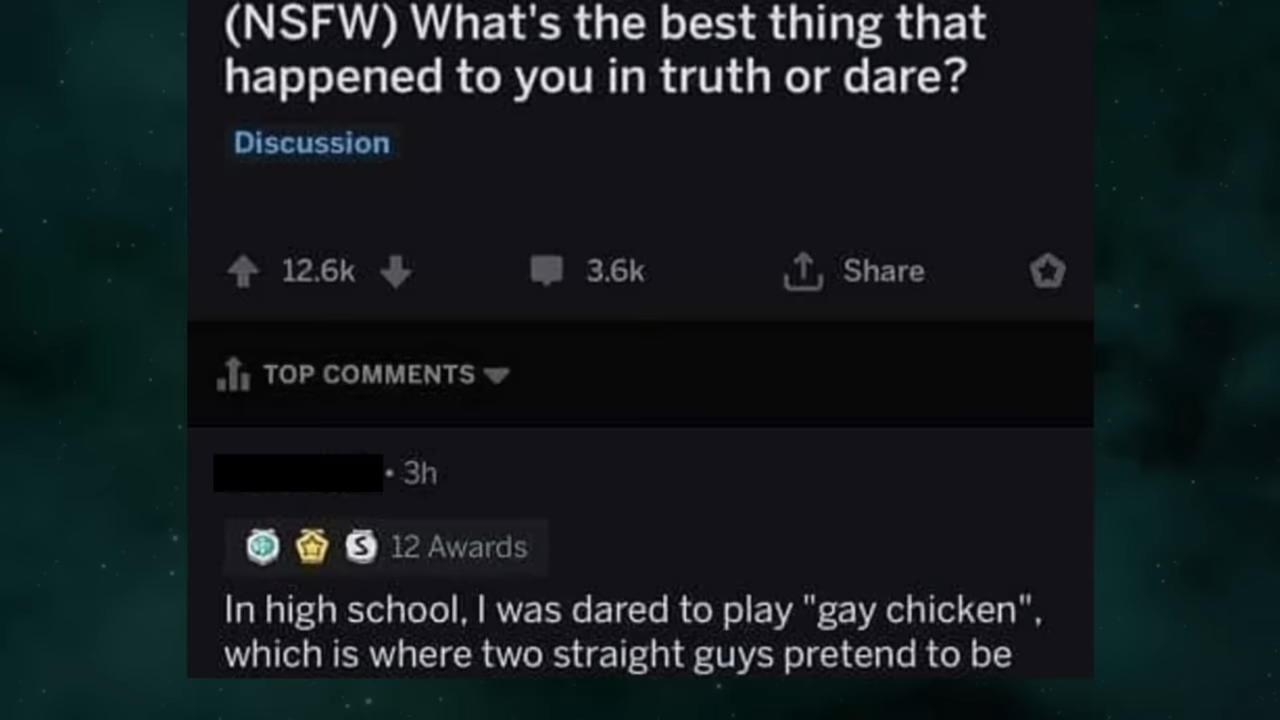 (NSFW) What's the best thing that
happened to you in truth or dare?
Discussion
12.6k
3.6k
Share
TOP COMMENTS
• 3h
S 12 Awards
In high school, I was dared to play "gay chicken",
which is where two straight guys pretend to be